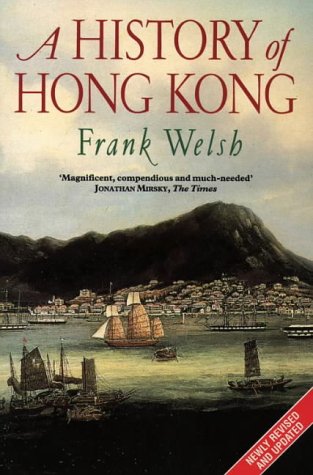 A HISTORY of
HONG KONG
Frank Welsh
'Magnificent, compendious and much-needed'
JONATHAN MIRSKY, The Times
NEWLY REVISED
AND UPDATED